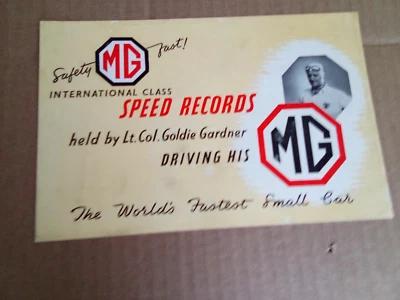 Safety MG fast!
INTERNATIONAL CLASS
SPEED RECORDS
held by Lt. Col. Goldie Gardner
DRIVING HIS MG
The World's Fastest Small Car